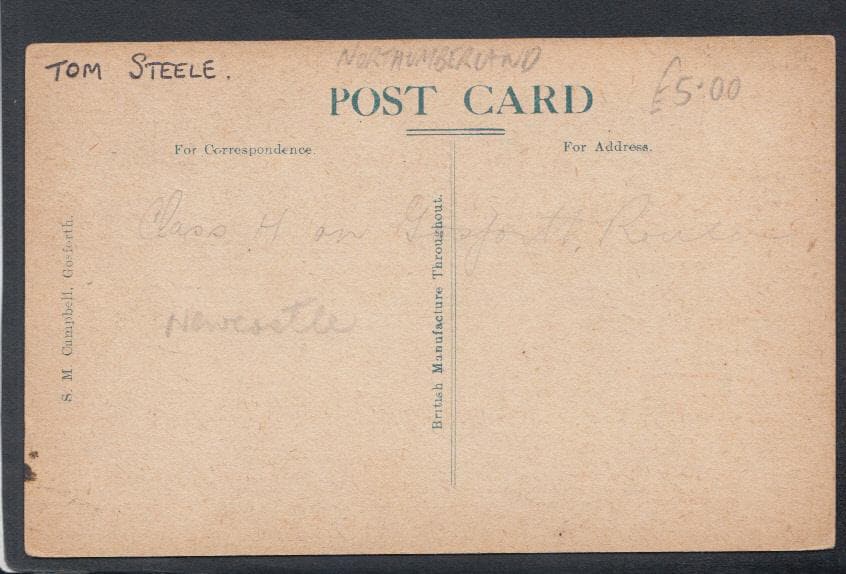 TOM STEELE.
NORTHUMBERLAND
£5.00
POST CARD
For Correspondence.
For Address.
Class H on Gosforth
Newcastle
S. M Campbell, Gosforth.
British Manufacture Throughout.